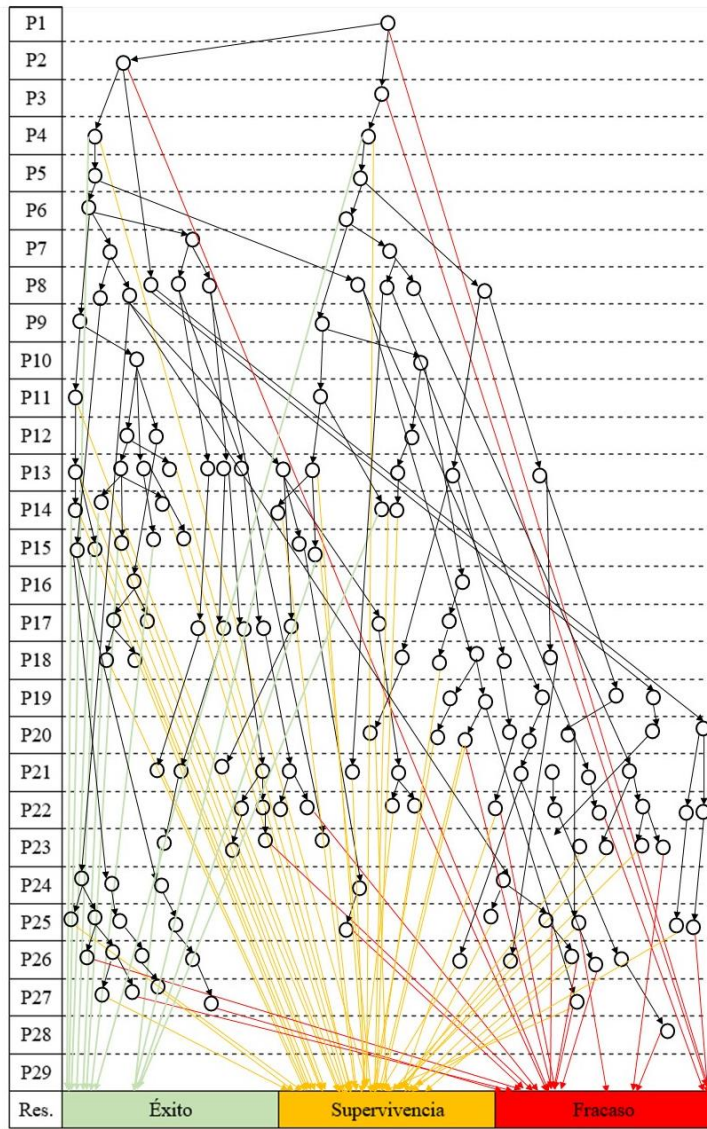 P1
P2
P3
P4
P5
P6
P7
P8
P9
P10
P11
P12
P13
P14
P15
P16
P17
P18
P19
P20
P21
P22
P23
P24
P25
P26
P27
P28
P29
Res. Éxito Supervivencia Fracaso